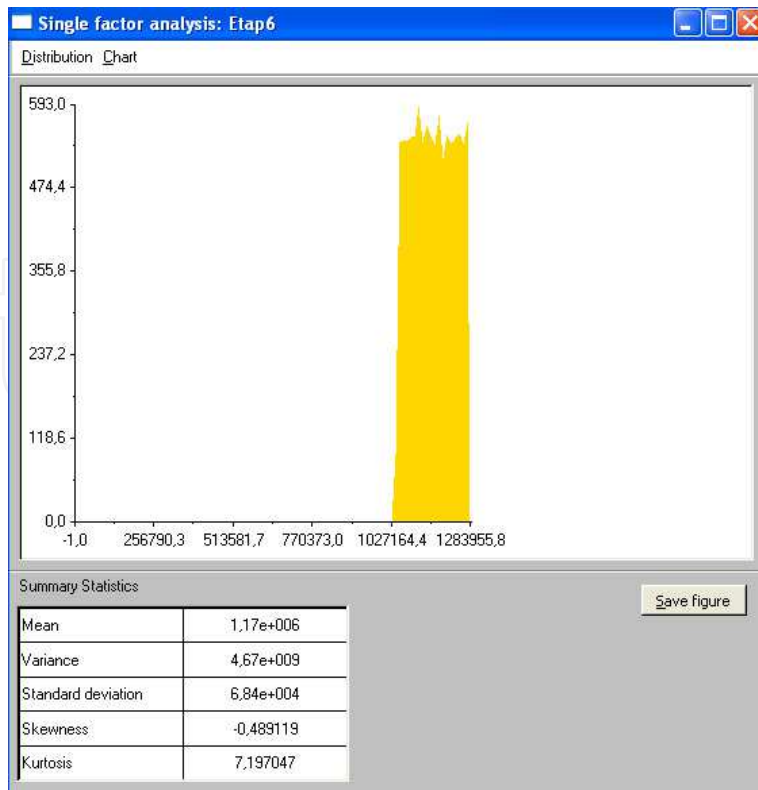 Single factor analysis: Etap6
Distribution Chart
593,0
474,4
355,8
237,2
118,6
0,0
-1,0 256790,3 513581,7 770373,0 1027164,4 1283955,8
Summary Statistics
Save figure
Mean 1,17e+006
Variance 4,67e+009
Standard deviation 6,84e+004
Skewness -0,489119
Kurtosis 7,197047